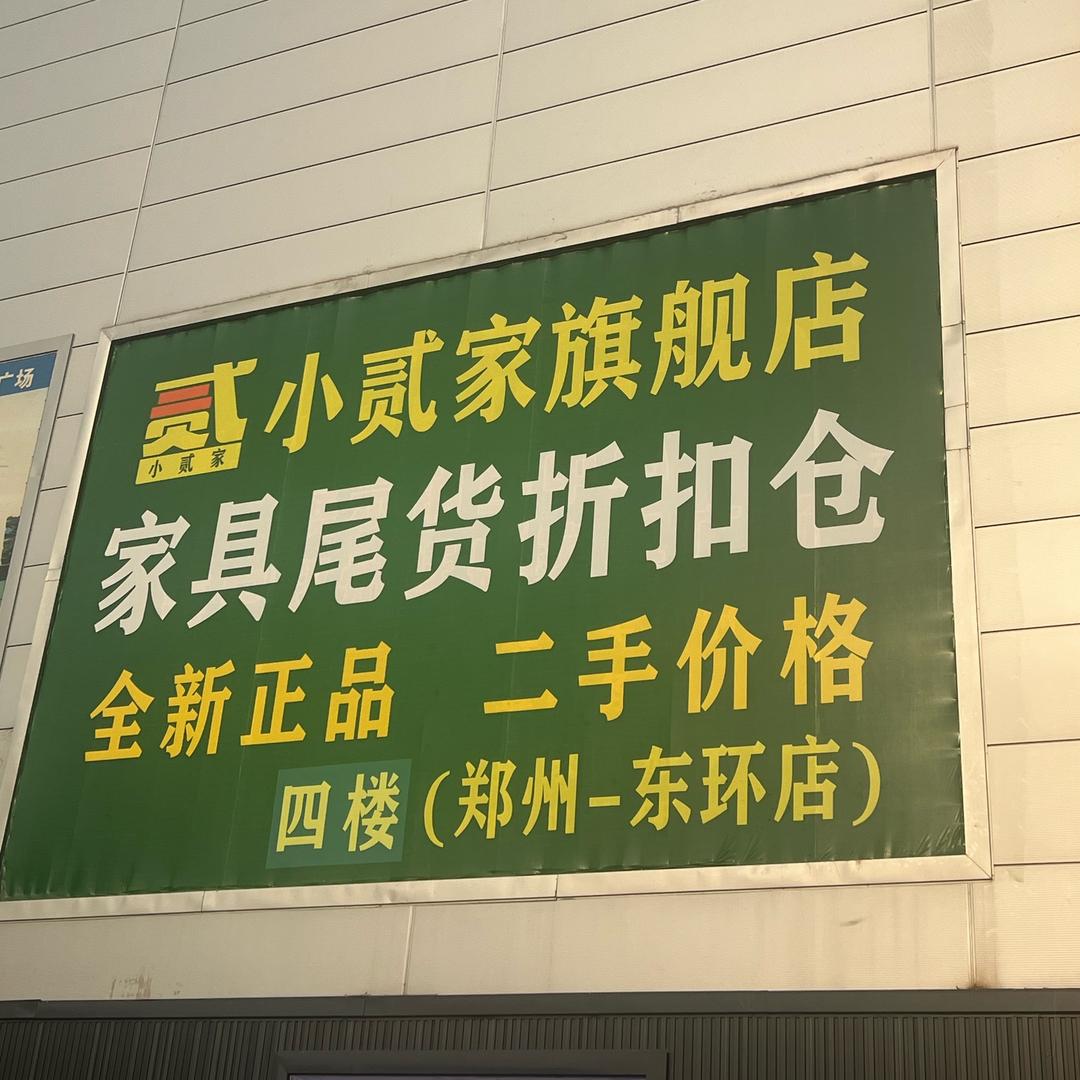 广场
贰 小贰家旗舰店
小贰家
家具尾货折扣仓
全新正品 二手价格
四楼(郑州-东环店)